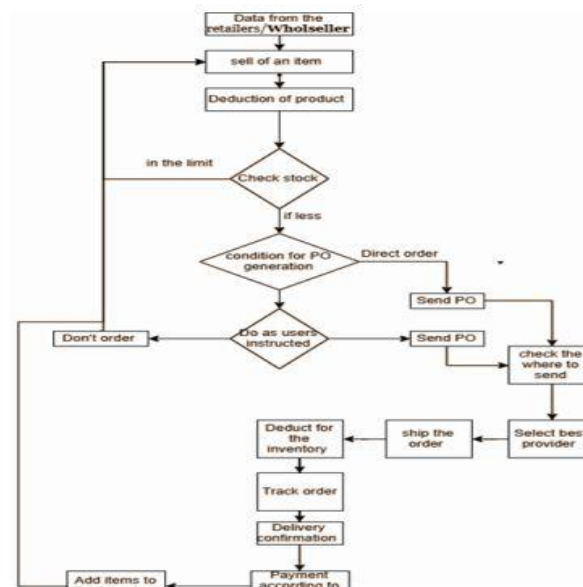 Data from the
retailers/Wholseller
sell of an item
Deduction of product
in the limit
Check stock
if less
condition for PO
generation
Direct order
Send PO
Don't order
Do as users
instructed
Send PO
check the
where to
send
Deduct for
the
inventory
ship the
order
Select bes
provider
Track order
Delivery
confirmation
Add items to
Payment
according to